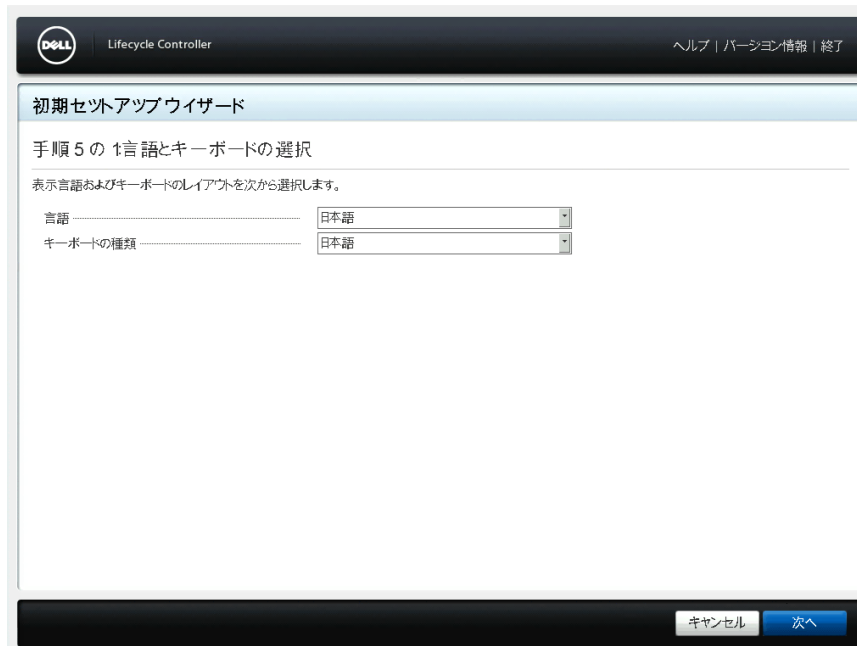 DELL Lifecycle Controller ヘルプ | バージョン情報 | 終了
初期セットアップウィザード
手順 5 の 1:言語とキーボードの選択
表示言語およびキーボードのレイアウトを次から選択します。
言語 日本語
キーボードの種類 日本語
キャンセル 次へ